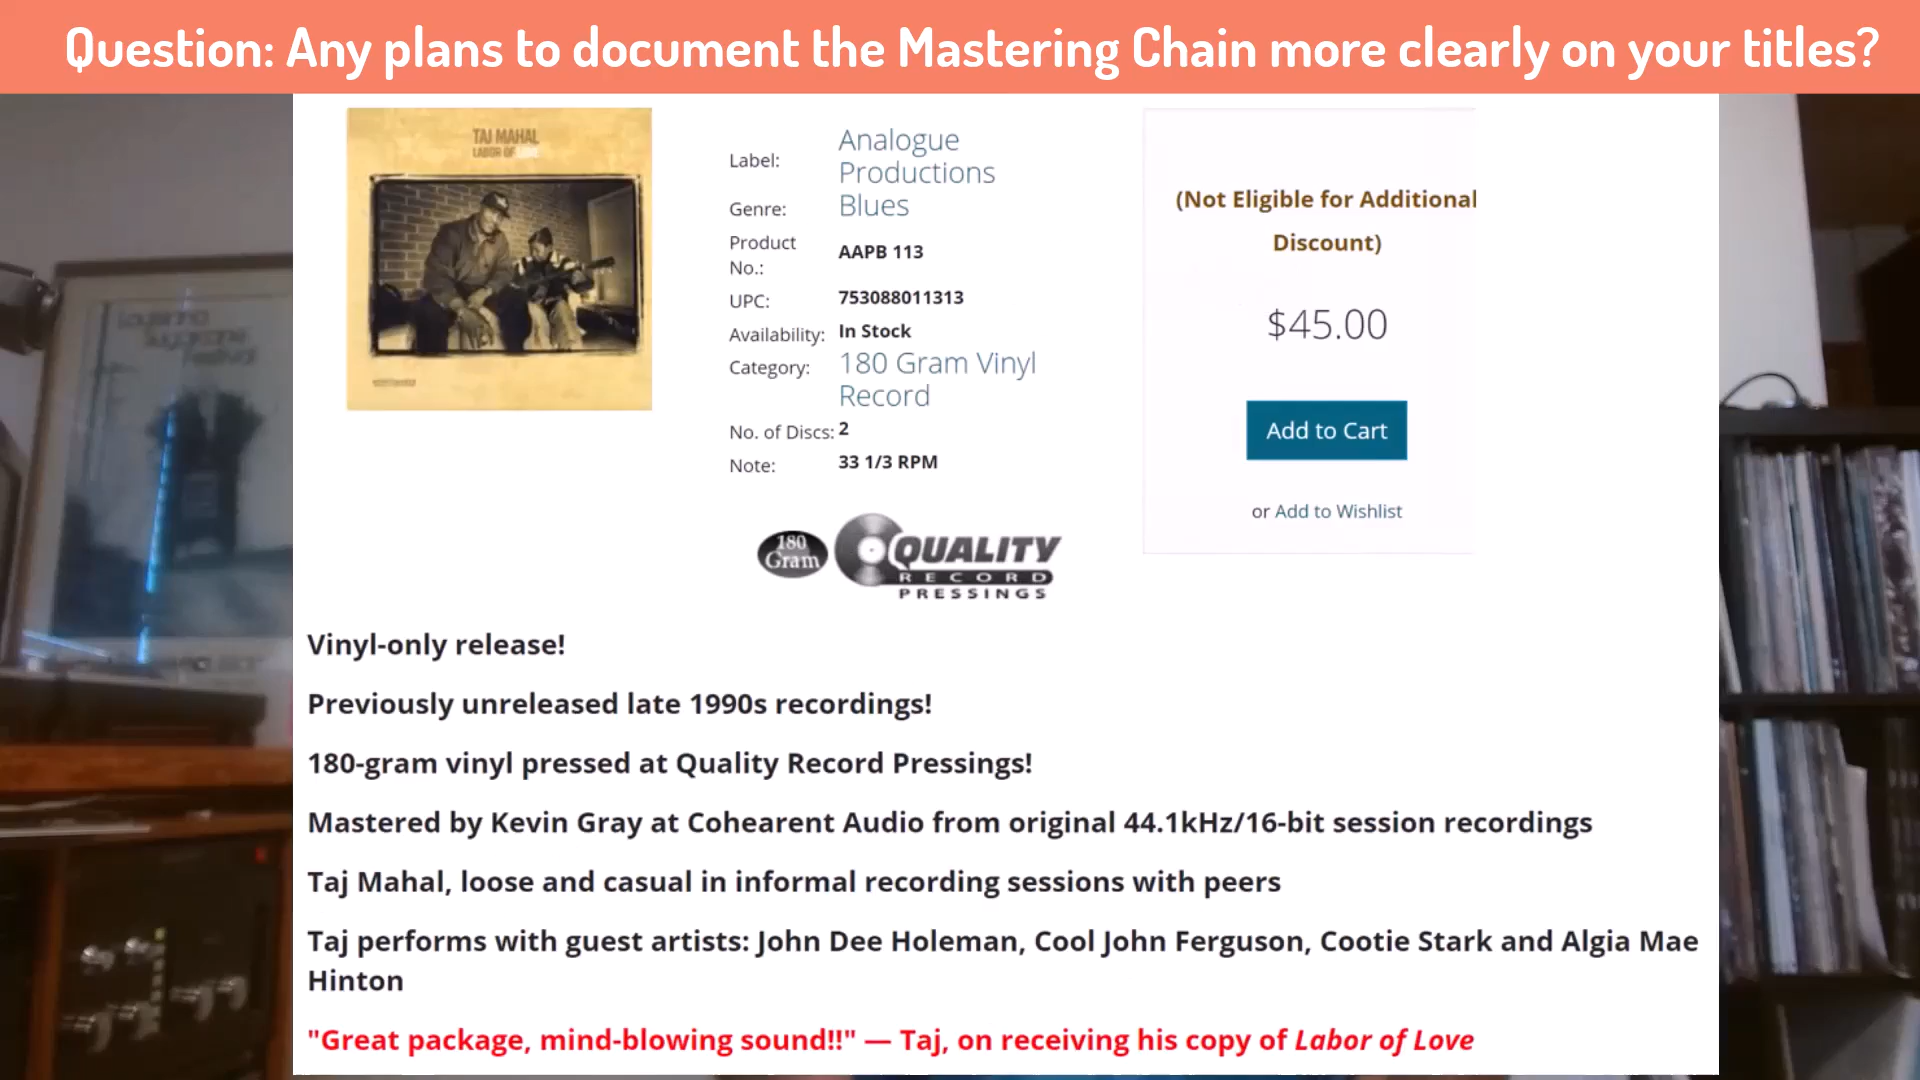 Question: Any plans to document the Mastering Chain more clearly on your titles?
TAJ MAHAL
LABOR OF LOVE
Label: Analogue
Productions
Genre: Blues
Product
No.: AAPB 113
UPC: 753088011313
Availability: In Stock
Category: 180 Gram Vinyl
Record
No. of Discs: 2
Note: 33 1/3 RPM
(Not Eligible for Additional
Discount)
$45.00
Add to Cart
or Add to Wishlist
180
Gram
QUALITY
RECORD
PRESSINGS
Vinyl-only release!
Previously unreleased late 1990s recordings!
180-gram vinyl pressed at Quality Record Pressings!
Mastered by Kevin Gray at Cohearent Audio from original 44.1kHz/16-bit session recordings
Taj Mahal, loose and casual in informal recording sessions with peers
Taj performs with guest artists: John Dee Holeman, Cool John Ferguson, Cootie Stark and Algia Mae
Hinton
"Great package, mind-blowing sound!!" — Taj, on receiving his copy of Labor of Love